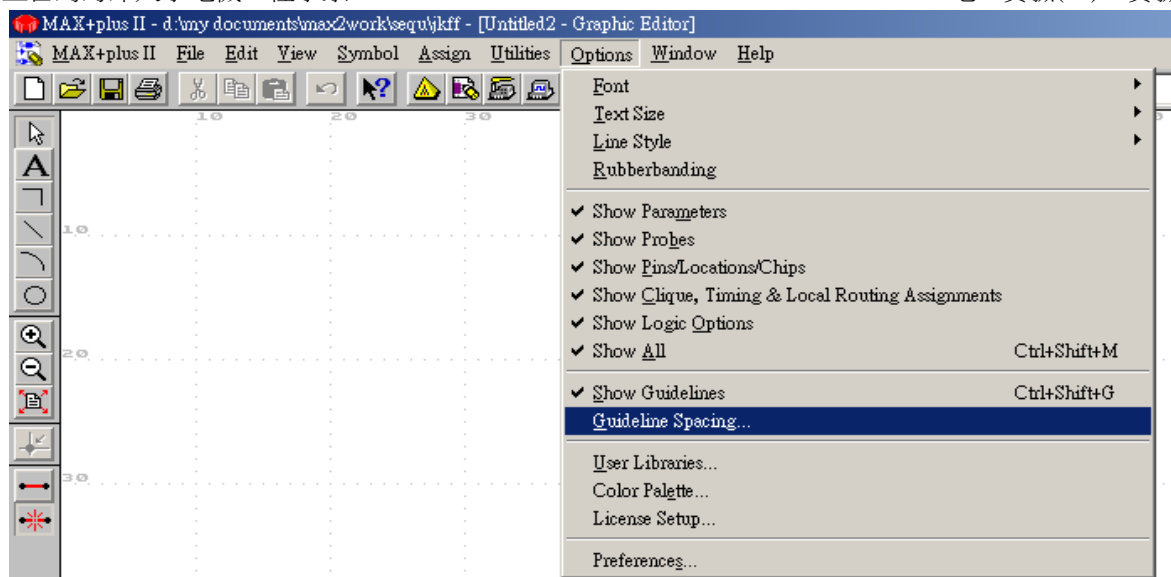 MAX+plus II - d:\my documents\max2work\sequ\jkff - [Untitled2 - Graphic Editor]
MAX+plus II File Edit View Symbol Assign Utilities Options Window Help
Font
Text Size
Line Style
Rubberbanding
Show Parameters
Show Probes
Show Pins/Locations/Chips
Show Clique, Timing & Local Routing Assignments
Show Logic Options
Show All Ctrl+Shift+M
Show Guidelines Ctrl+Shift+G
Guideline Spacing...
User Libraries...
Color Palette...
License Setup...
Preferences...
10 20 30
A
10
20
30